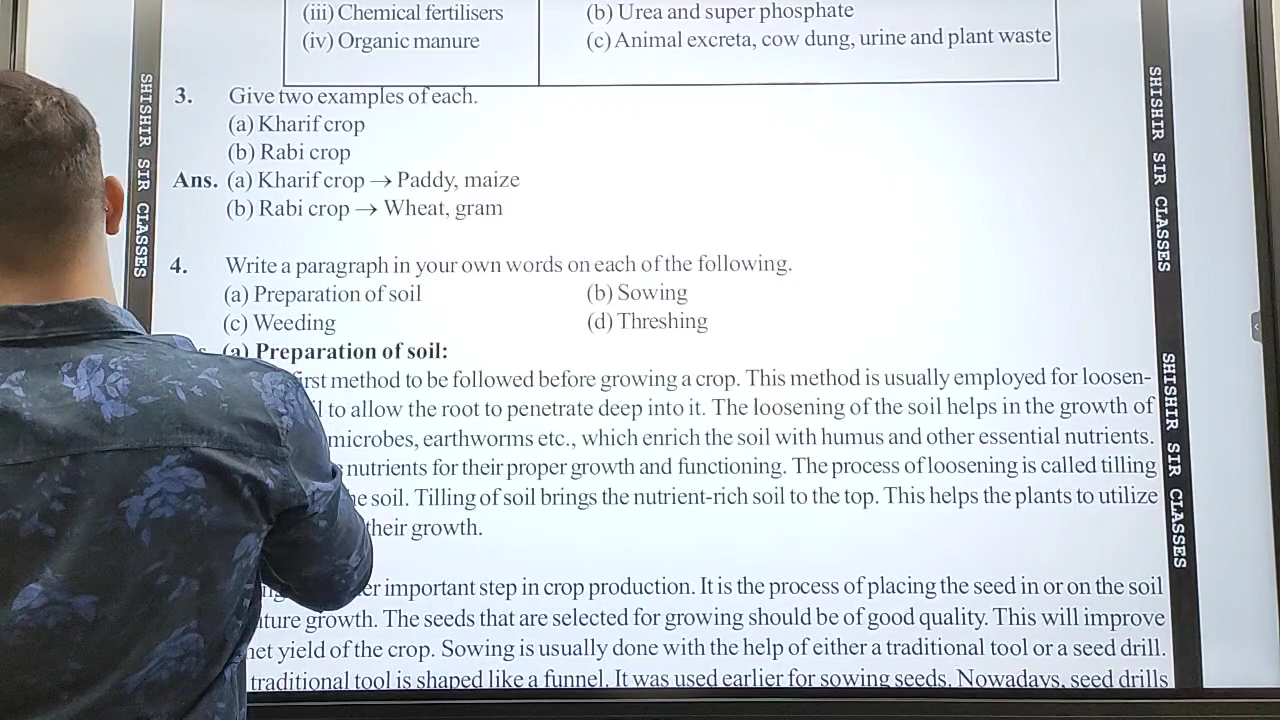 (iii) Chemical fertilisers
(b) Urea and super phosphate
(iv) Organic manure
(c) Animal excreta, cow dung, urine and plant waste
3. Give two examples of each.
(a) Kharif crop
(b) Rabi crop
Ans. (a) Kharif crop → Paddy, maize
(b) Rabi crop → Wheat, gram
4. Write a paragraph in your own words on each of the following.
(a) Preparation of soil (b) Sowing
(c) Weeding (d) Threshing
(a) Preparation of soil:
first method to be followed before growing a crop. This method is usually employed for loosen-
to allow the root to penetrate deep into it. The loosening of the soil helps in the growth of
microbes, earthworms etc., which enrich the soil with humus and other essential nutrients.
nutrients for their proper growth and functioning. The process of loosening is called tilling
soil. Tilling of soil brings the nutrient-rich soil to the top. This helps the plants to utilize
their growth.
important step in crop production. It is the process of placing the seed in or on the soil
growth. The seeds that are selected for growing should be of good quality. This will improve
net yield of the crop. Sowing is usually done with the help of either a traditional tool or a seed drill.
traditional tool is shaped like a funnel. It was used earlier for sowing seeds. Nowadays, seed drills
SHISHIR SIR CLASSES
SHISHIR SIR CLASSES
SHISHIR SIR CLASSES